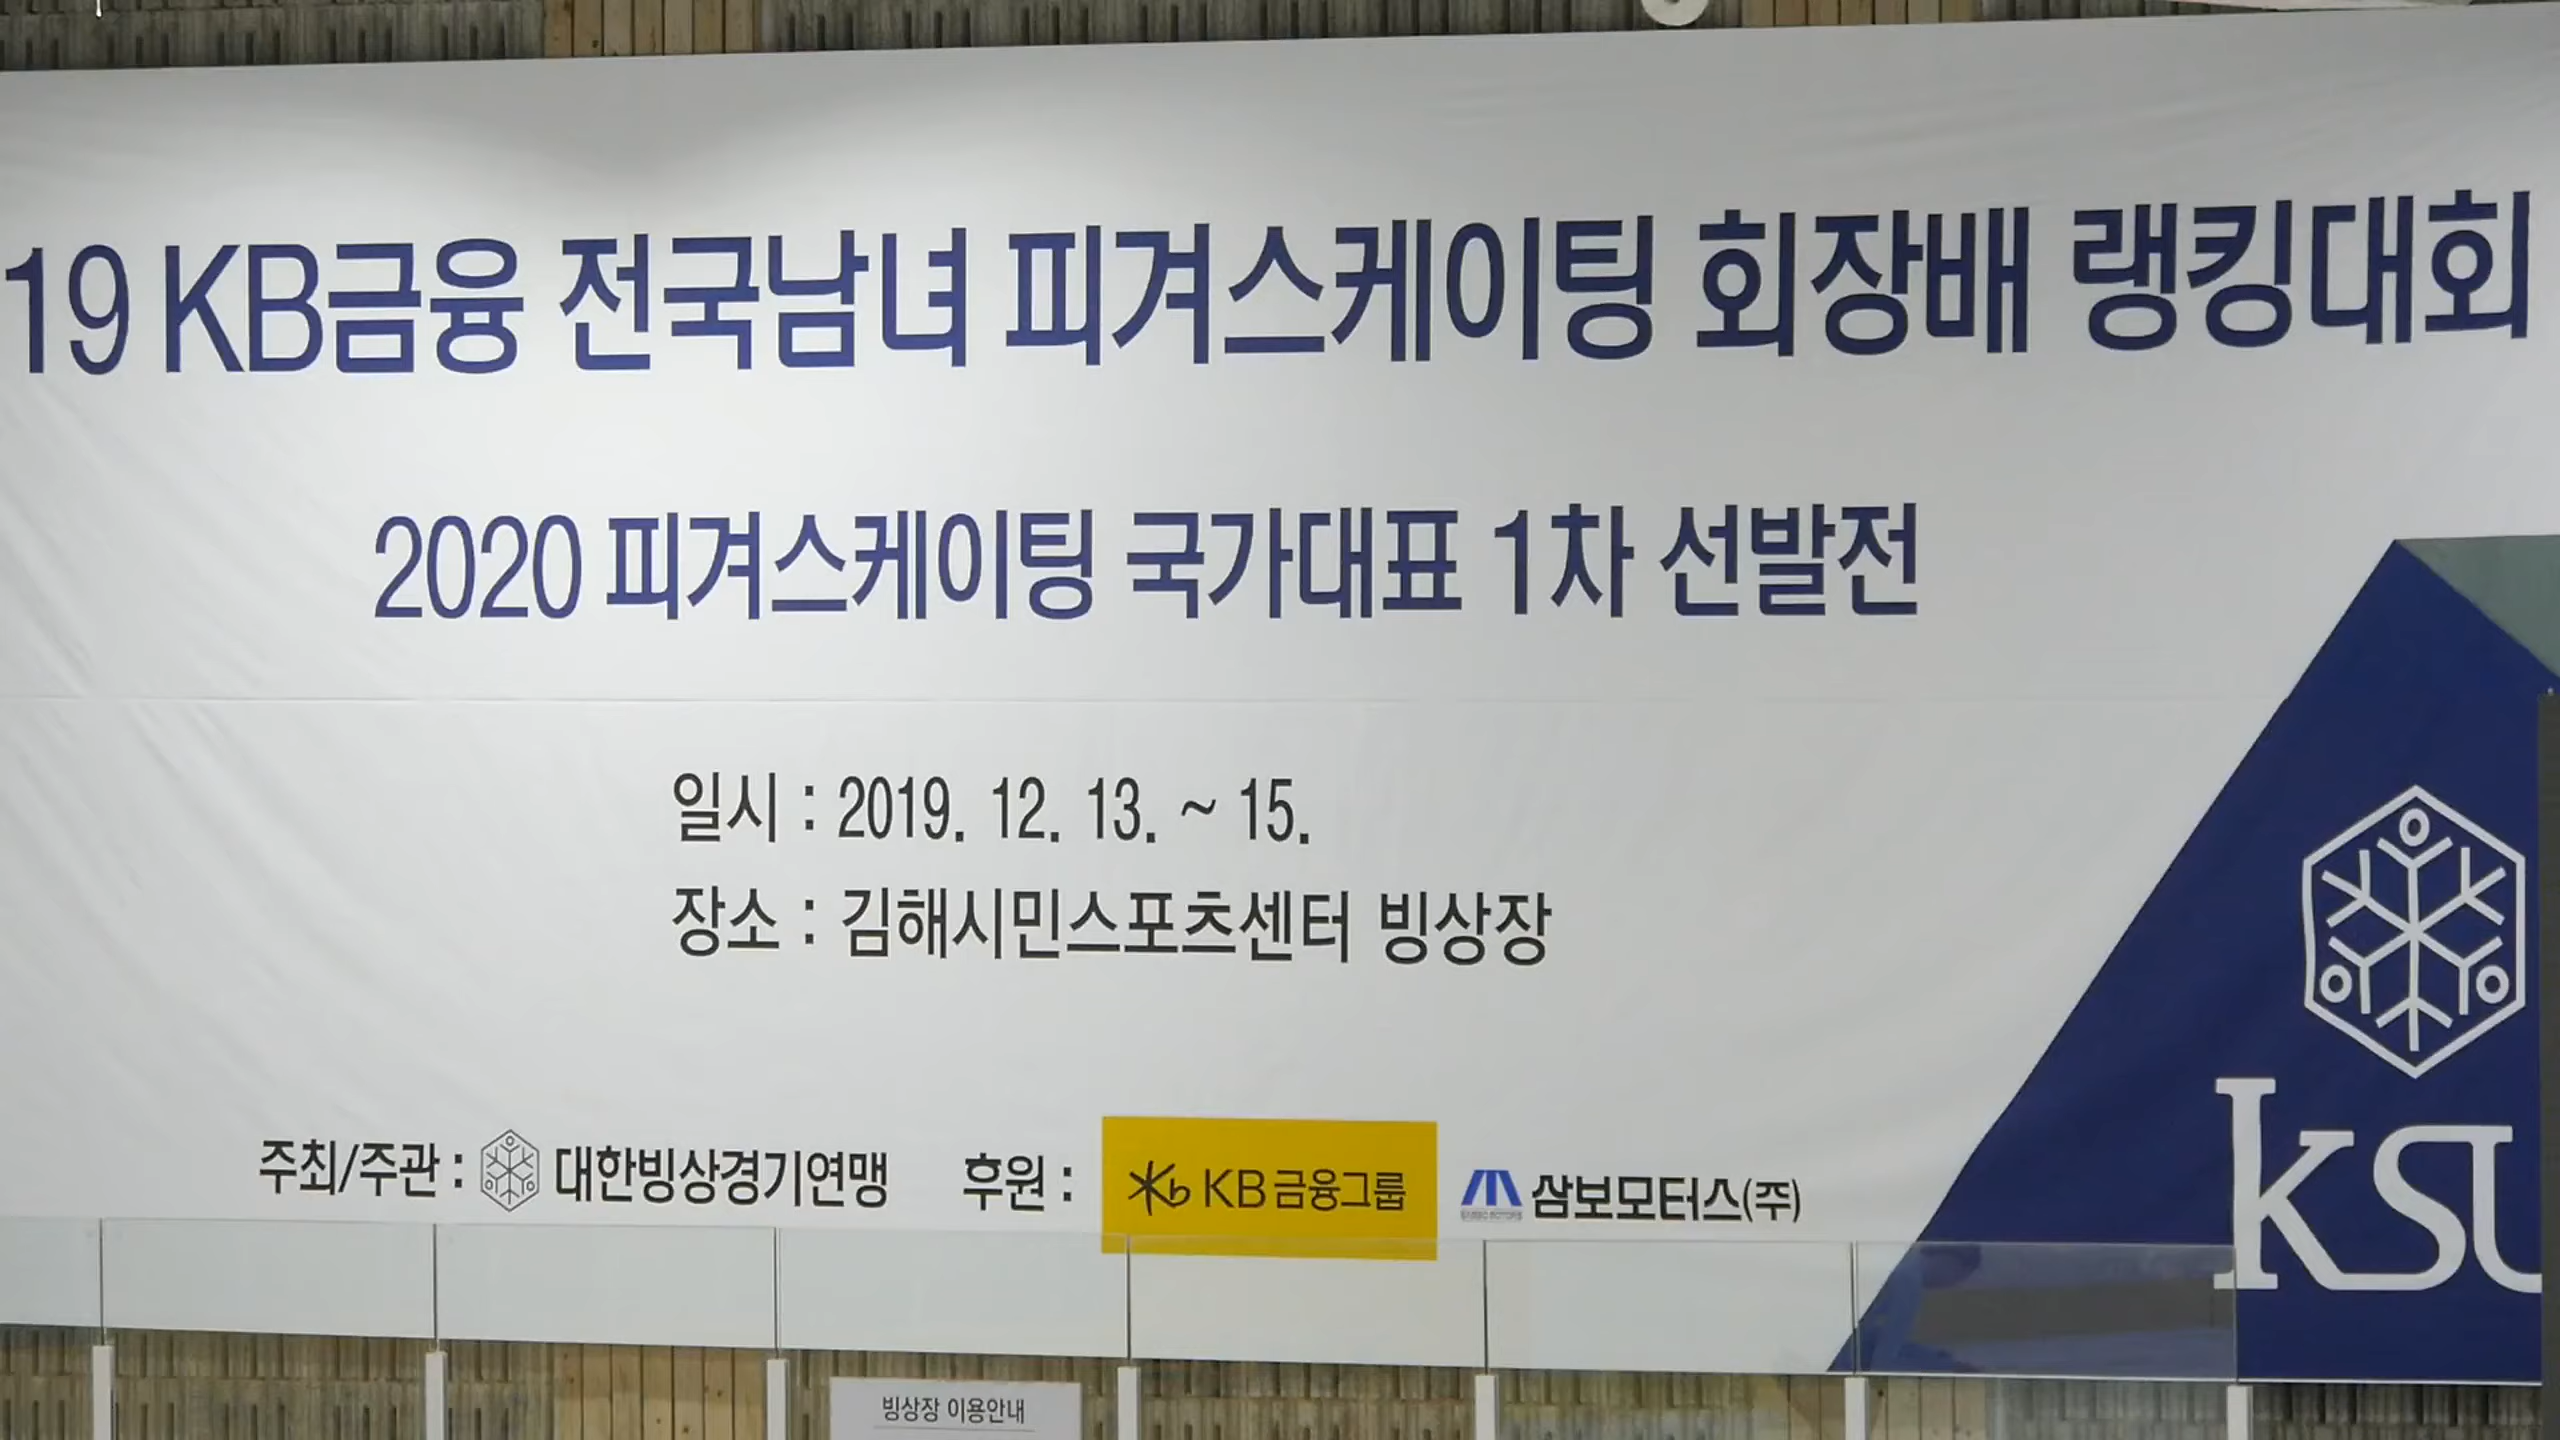 19 KB금융 전국남녀 피겨스케이팅 회장배 랭킹대회
2020 피겨스케이팅 국가대표 1차 선발전
일시 : 2019. 12. 13. ~ 15.
장소 : 김해시민스포츠센터 빙상장
주최/주관 : 대한빙상경기연맹 후원 : KB금융그룹 삼보모터스(주)
ksu
빙상장 이용안내